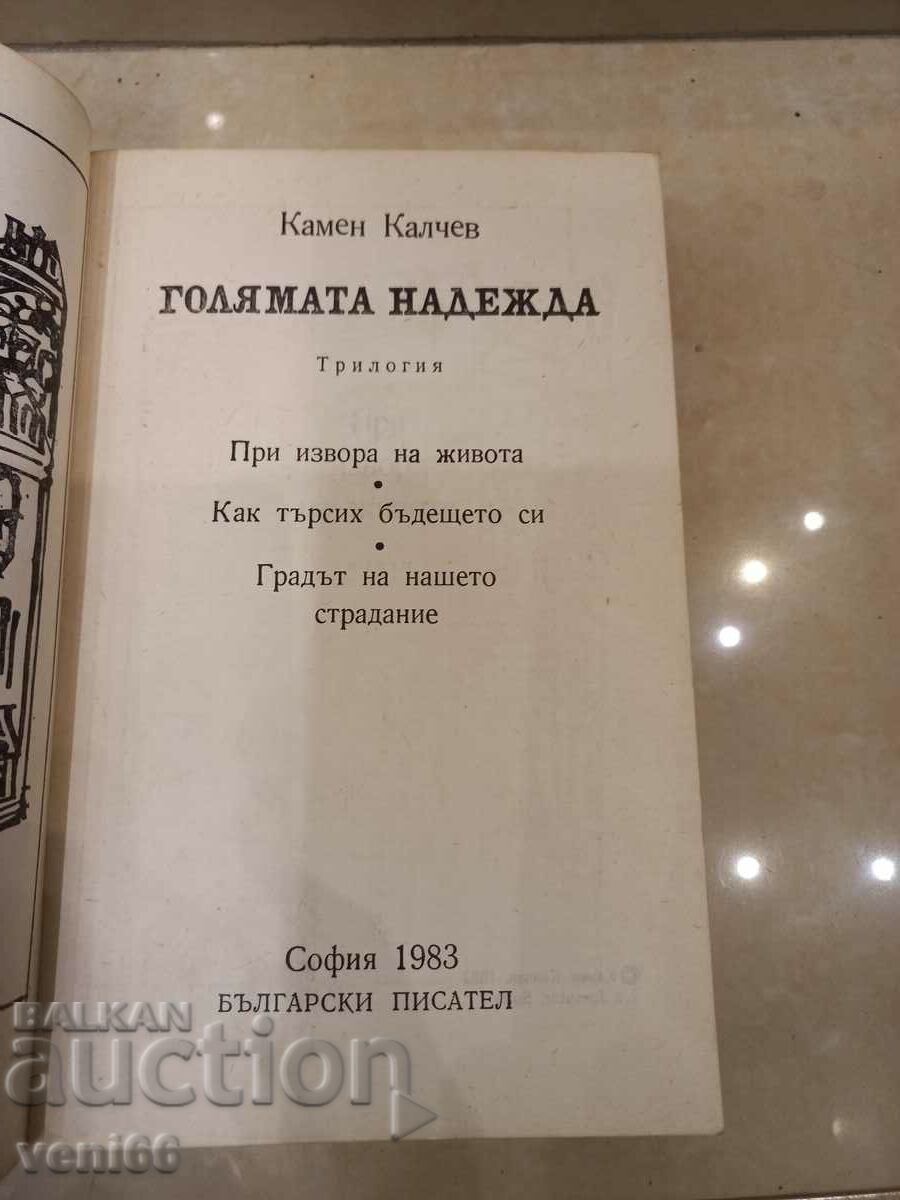 Камен Калчев
ГОЛЯМАТА НАДЕЖДА
Трилогия
При извора на живота
•
Как търсих бъдещето си
•
Градът на нашето
страдание
София 1983
БЪЛГАРСКИ ПИСАТЕЛ
BALKAN
auction
veni66